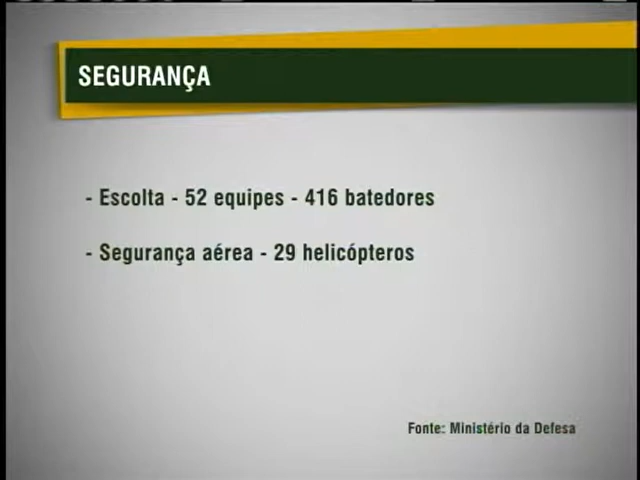 SEGURANÇA
- Escolta - 52 equipes - 416 batedores
- Segurança aérea - 29 helicópteros
Fonte: Ministério da Defesa